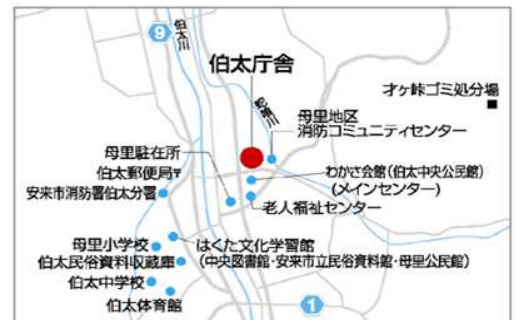 9
伯太川
伯太庁舎
才ヶ峠ゴミ処分場
母里地区
消防コミュニティセンター
母里駐在所
伯太郵便局〒
安来市消防署伯太分署
わかさ会館(伯太中央公民館)
(メインセンター)
老人福祉センター
母里小学校
はくた文化学習館
(中央図書館・安来市立民俗資料館・母里公民館)
伯太民俗資料収蔵庫
伯太中学校
伯太体育館
1